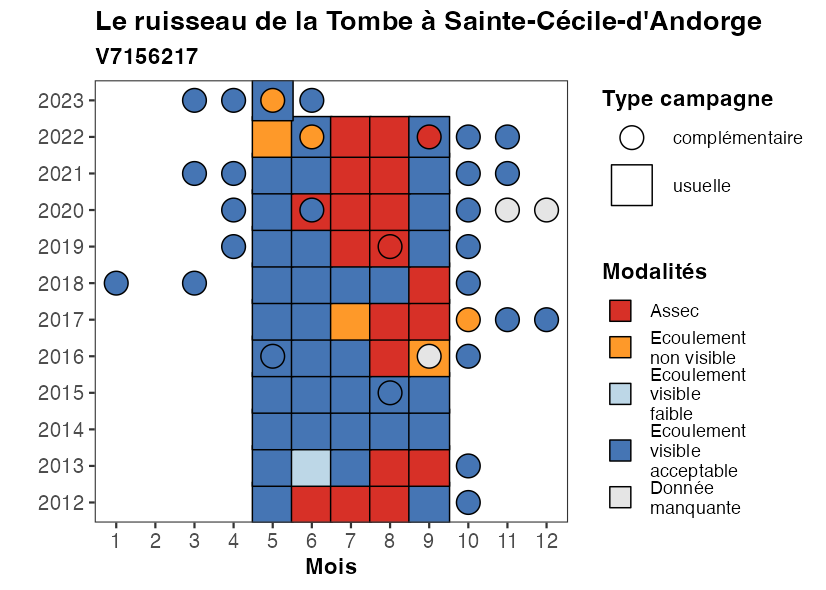 Le ruisseau de la Tombe à Sainte-Cécile-d'Andorge
V7156217
2023
2022
2021
2020
2019
2018
2017
2016
2015
2014
2013
2012
1 2 3 4 5 6 7 8 9 10 11 12
Mois
Type campagne
complémentaire
usuelle
Modalités
Assec
Ecoulement
non visible
Ecoulement
visible
faible
Ecoulement
visible
acceptable
Donnée
manquante